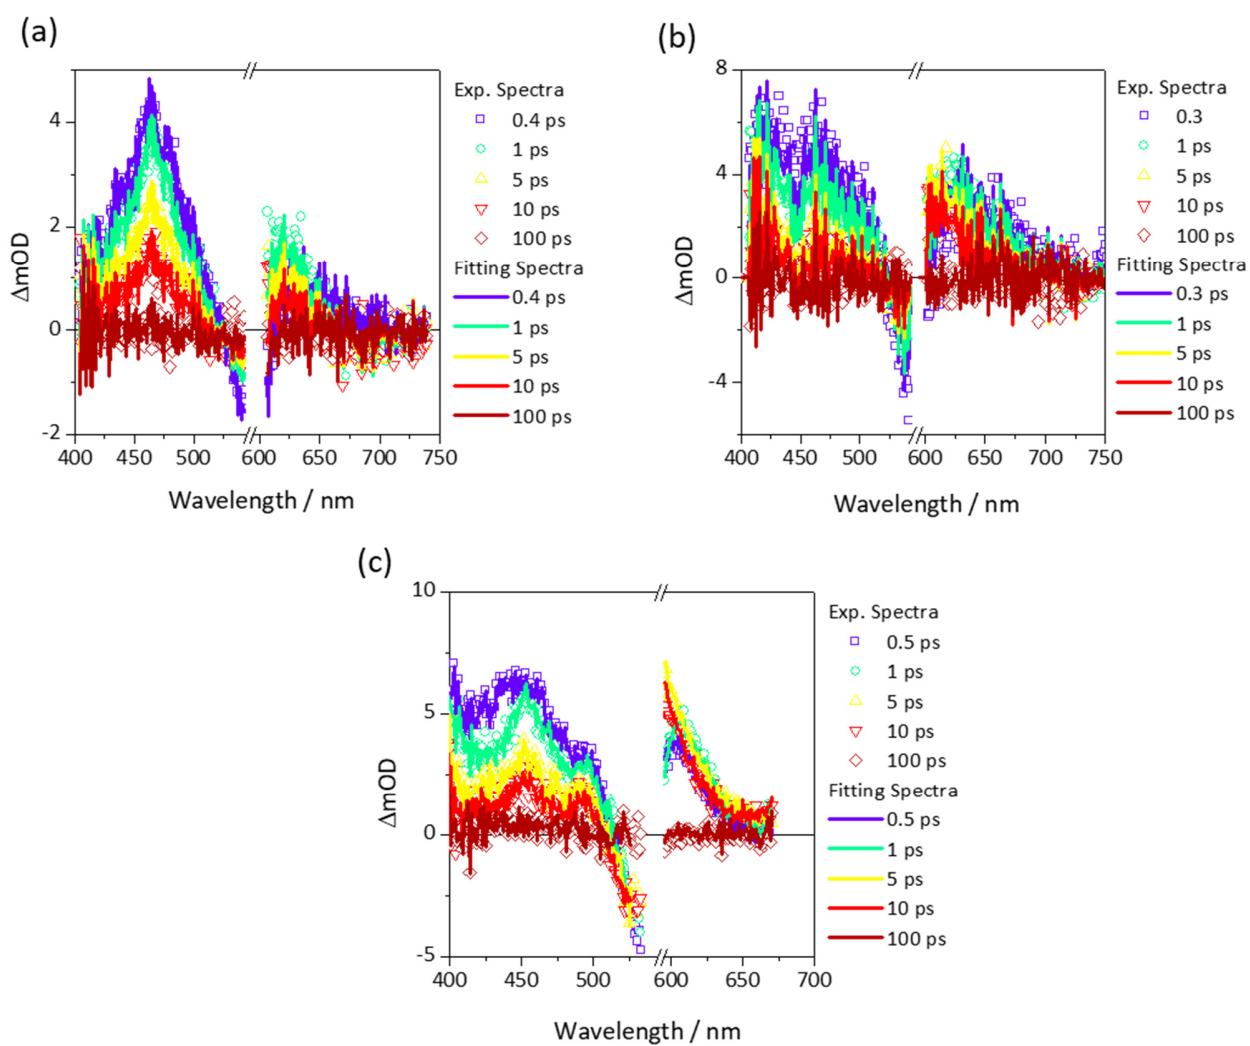 (a)
4
2
0
-2
ΔmOD
400 450 500 600 650 700 750
Wavelength / nm
Exp. Spectra
0.4 ps
1 ps
5 ps
10 ps
100 ps
Fitting Spectra
0.4 ps
1 ps
5 ps
10 ps
100 ps
(b)
8
4
0
-4
ΔmOD
400 450 500 600 650 700 750
Wavelength / nm
Exp. Spectra
0.3
1 ps
5 ps
10 ps
100 ps
Fitting Spectra
0.3 ps
1 ps
5 ps
10 ps
100 ps
(c)
10
5
0
-5
ΔmOD
400 450 500 600 650 700
Wavelength / nm
Exp. Spectra
0.5 ps
1 ps
5 ps
10 ps
100 ps
Fitting Spectra
0.5 ps
1 ps
5 ps
10 ps
100 ps